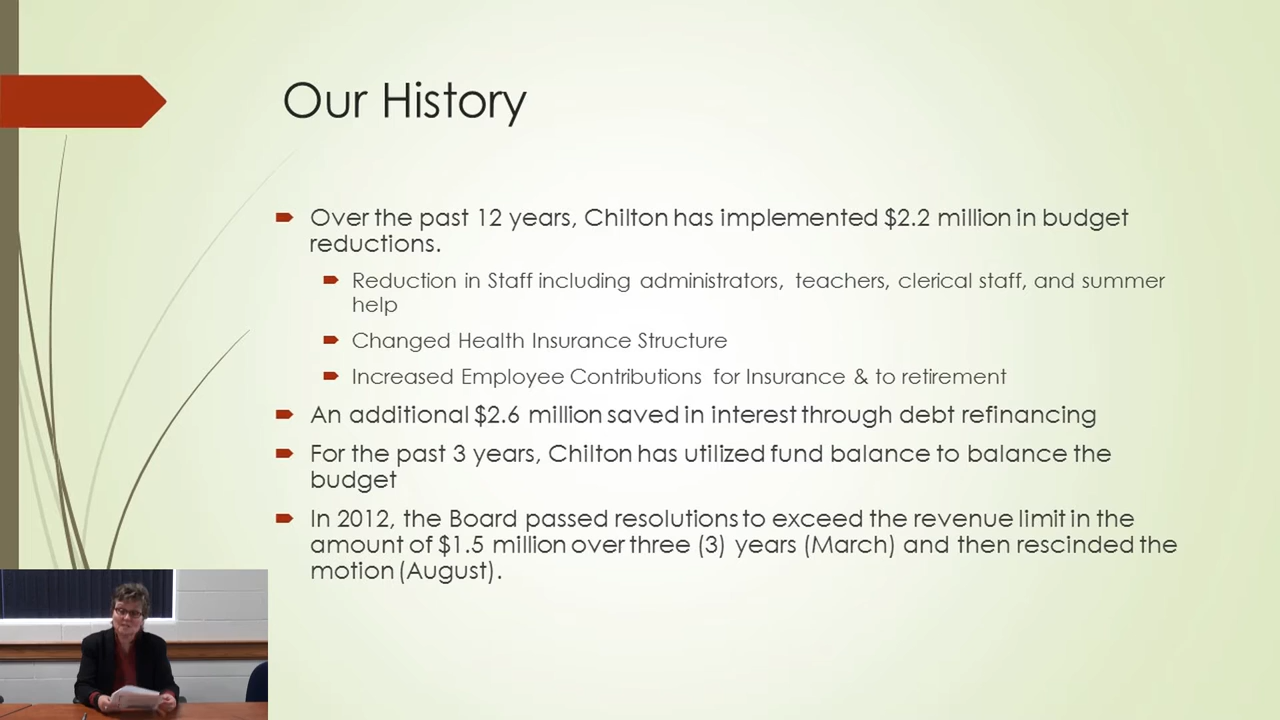 Our History
Over the past 12 years, Chilton has implemented $2.2 million in budget
reductions.
Reduction in Staff including administrators, teachers, clerical staff, and summer
help
Changed Health Insurance Structure
Increased Employee Contributions for Insurance & to retirement
An additional $2.6 million saved in interest through debt refinancing
For the past 3 years, Chilton has utilized fund balance to balance the
budget
In 2012, the Board passed resolutions to exceed the revenue limit in the
amount of $1.5 million over three (3) years (March) and then rescinded the
motion (August).